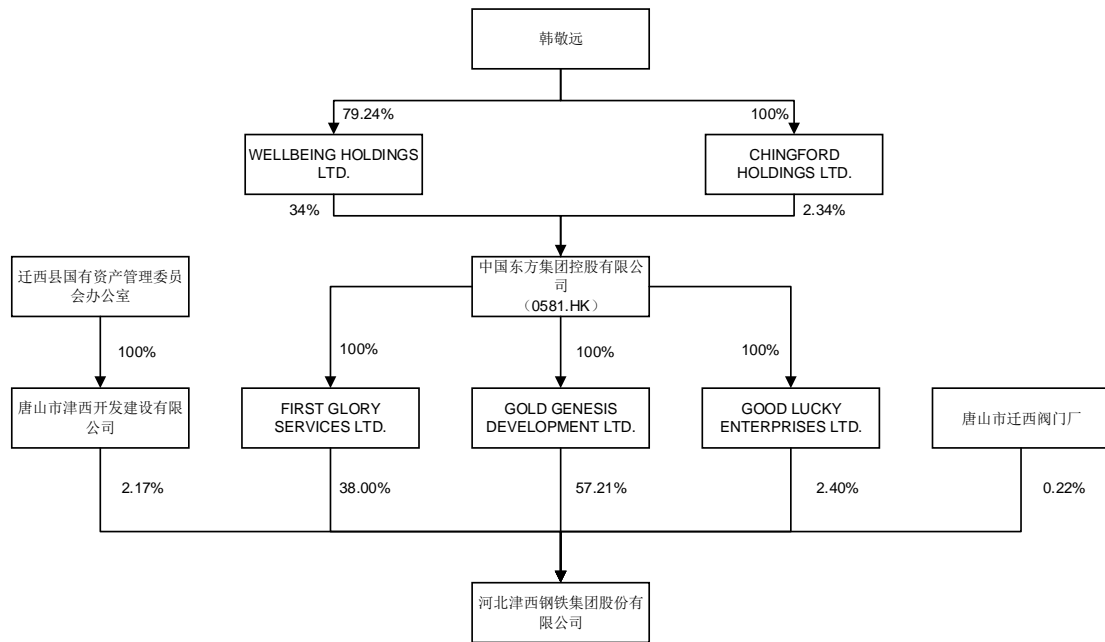 韩敬远
79.24%
100%
WELLBEING HOLDINGS
LTD.
CHINGFORD
HOLDINGS LTD.
34%
2.34%
迁西县国有资产管理委员
会办公室
中国东方集团控股有限公
司
（0581.HK）
100%
100%
100%
100%
唐山市津西开发建设有限
公司
FIRST GLORY
SERVICES LTD.
GOLD GENESIS
DEVELOPMENT LTD.
GOOD LUCKY
ENTERPRISES LTD.
唐山市迁西阀门厂
2.17%
38.00%
57.21%
2.40%
0.22%
河北津西钢铁集团股份有
限公司